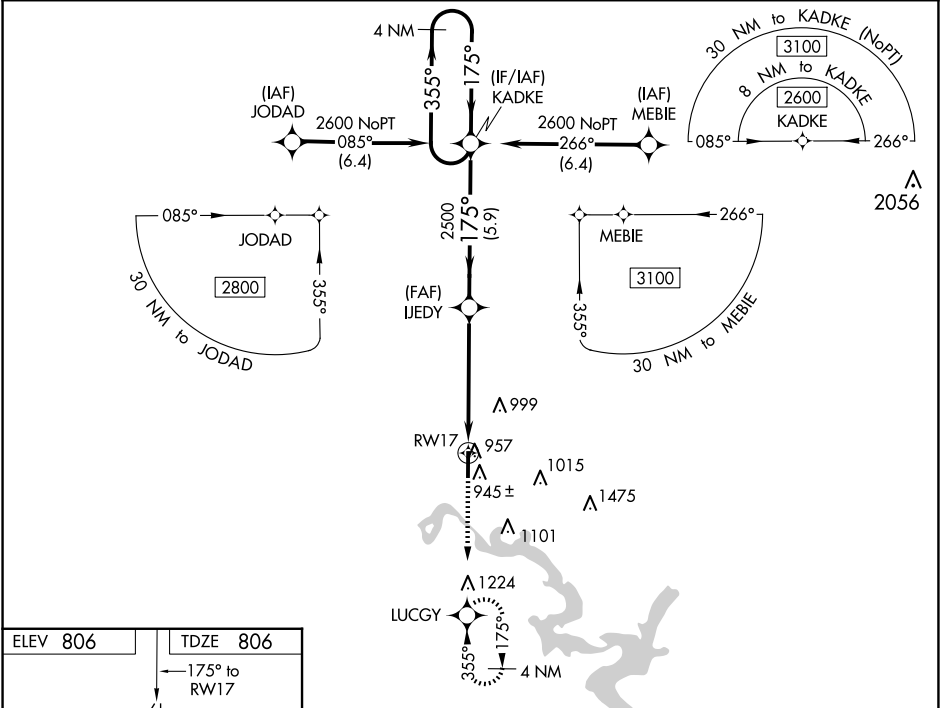 4 NM
355°
175°
(IF/IAF)
KADKE
(IAF)
JODAD
2600 NoPT
085°
(6.4)
2600 NoPT
266°
(6.4)
(IAF)
MEBIE
30 NM to KADKE (NoPT)
3100
8 NM to KADKE
2600
KADKE
085°
266°
2056
085°
JODAD
2800
355°
30 NM to JODAD
2500
175°
(5.9)
(FAF)
IJEDY
266°
MEBIE
3100
355°
30 NM to MEBIE
999
RW17
957
945 ±
1015
1475
1101
1224
LUCGY
355°
175°
4 NM
ELEV 806
TDZE 806
175° to
RW17